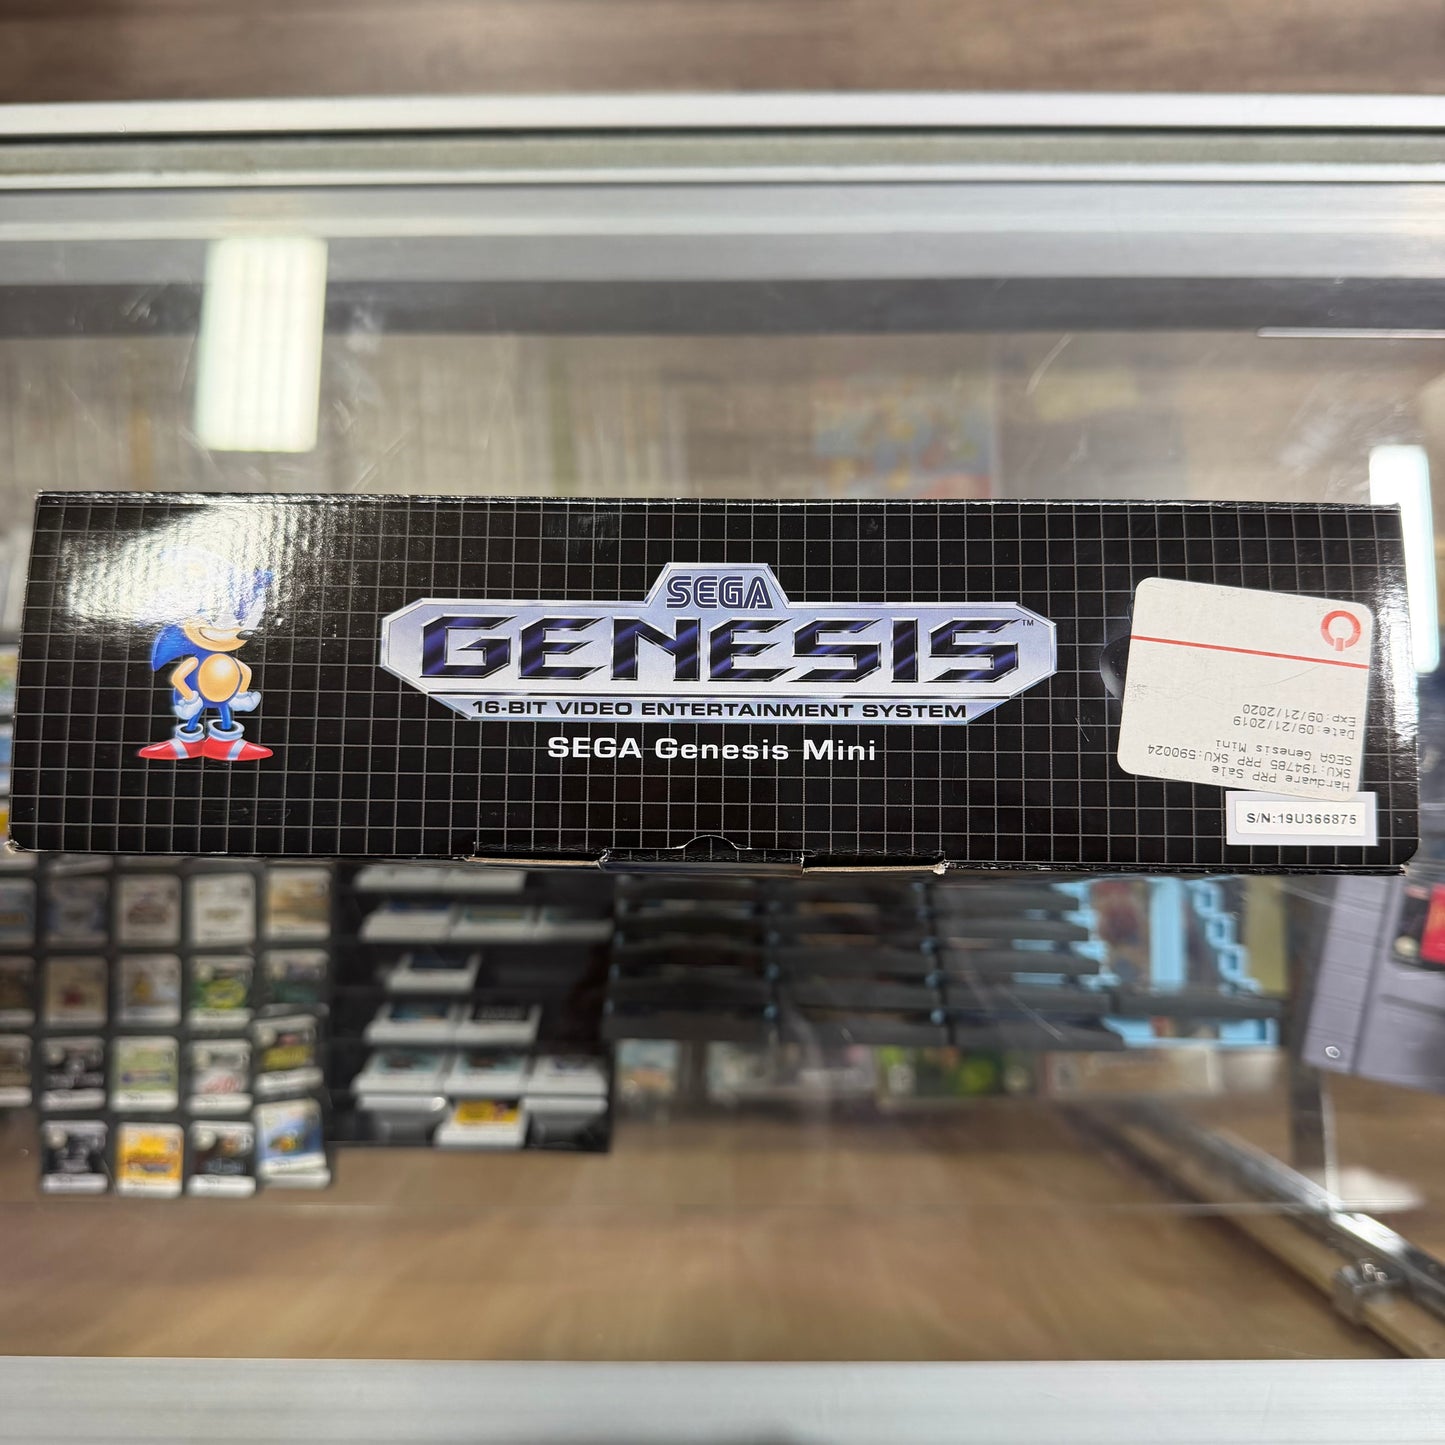 SEGA
GENESIS™
16-BIT VIDEO ENTERTAINMENT SYSTEM
SEGA Genesis Mini
Hardware PRP Sale
SKU:194785 PRP SKU:590024
SEGA Genesis Mini
Date:09/21/2019
Exp:09/21/2020
S/N:19U366875